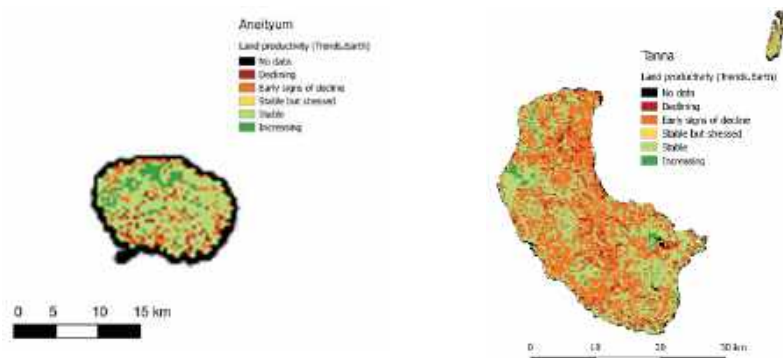 Aneityum
Land productivity (Trends.Earth)
No data
Declining
Early signs of decline
Stable but stressed
Stable
Increasing
0 5 10 15 km
Tanna
Land productivity (Trends.Earth)
No data
Declining
Early signs of decline
Stable but stressed
Stable
Increasing
0 10 20 30 km